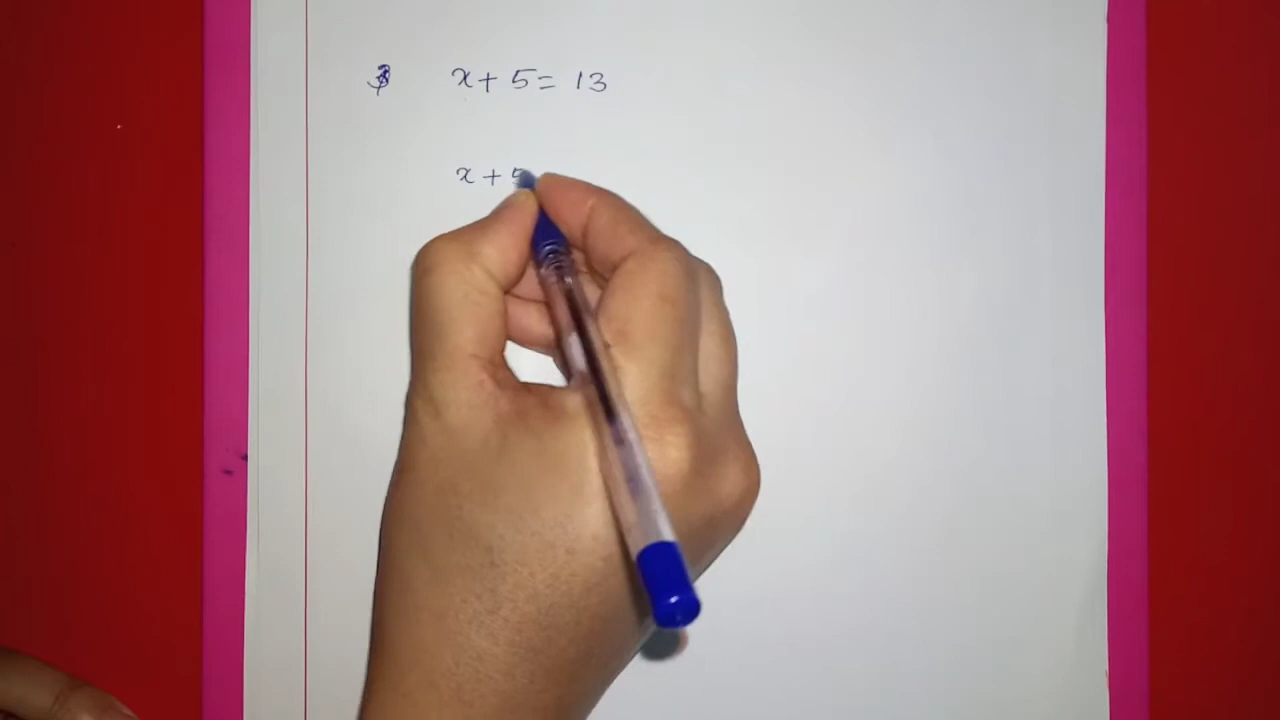 x + 5 = 13
x + 5